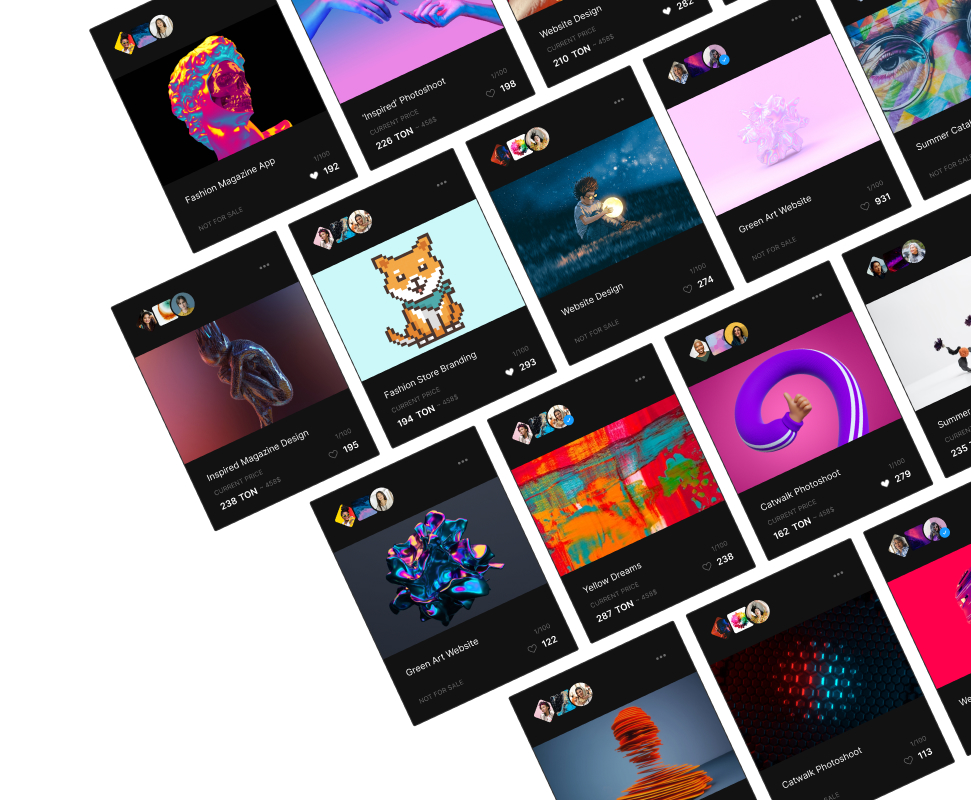 Fashion Magazine App
1/100
192
NOT FOR SALE
'Inspired' Photoshoot
CURRENT PRICE
1/100
226 TON ~ 458$
198
Website Design
CURRENT PRICE
210 TON ~ 458$
282
Inspired Magazine Design
CURRENT PRICE
1/100
238 TON ~ 458$
195
Fashion Store Branding
CURRENT PRICE
1/100
194 TON ~ 458$
293
Website Design
1/100
274
NOT FOR SALE
Green Art Website
1/100
931
NOT FOR SALE
Summer
NOT FOR
Green Art Website
1/100
122
NOT FOR SALE
Yellow Dreams
CURRENT PRICE
1/100
287 TON ~ 458$
238
Catwalk Photoshoot
CURRENT PRICE
1/100
162 TON ~ 458$
279
235
Catwalk Photoshoot
1/100
113